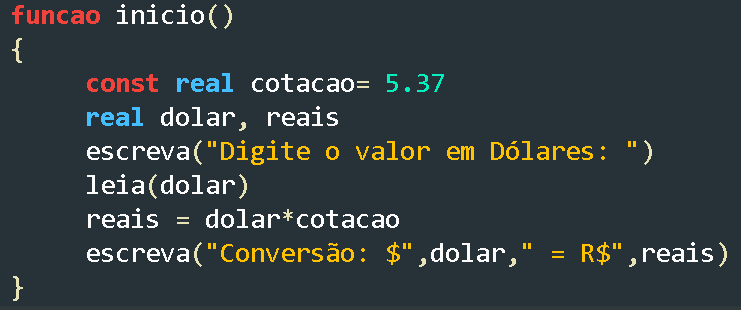 funcao inicio()
{
const real cotacao= 5.37
real dolar, reais
escreva("Digite o valor em Dólares: ")
leia(dolar)
reais = dolar*cotacao
escreva("Conversão: $",dolar," = R$",reais)
}